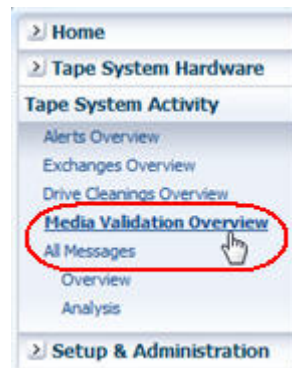 Home
Tape System Hardware
Tape System Activity
Alerts Overview
Exchanges Overview
Drive Cleanings Overview
Media Validation Overview
All Messages
Overview
Analysis
Setup & Administration